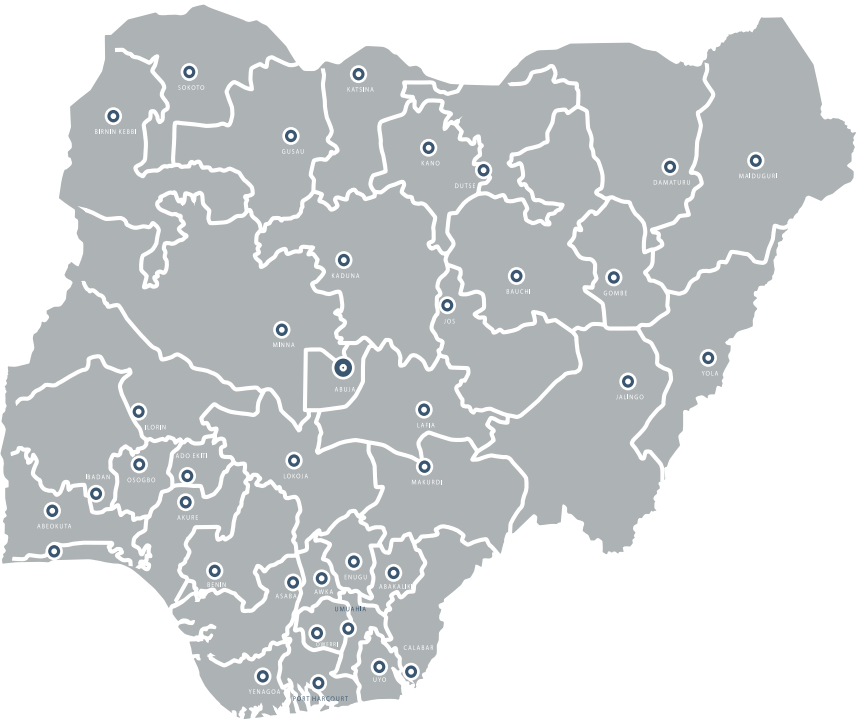 SOKOTO
KATSINA
BIRNIN KEBBI
GUSAU
KANO
DUTSE
DAMATURU
MAIDUGURI
KADUNA
BAUCHI
GOMBE
JOS
MINNA
YOLA
ABUJA
JALINGO
LAFIA
ILORIN
ADO EKITI
IBADAN
OSOGBO
LOKOJA
MAKURDI
AKURE
ABEOKUTA
ENUGU
BENIN
ABAKALIKI
AWKA
ASABA
UMUAHIA
OWERRI
CALABAR
UYO
YENAGOA
PORT HARCOURT